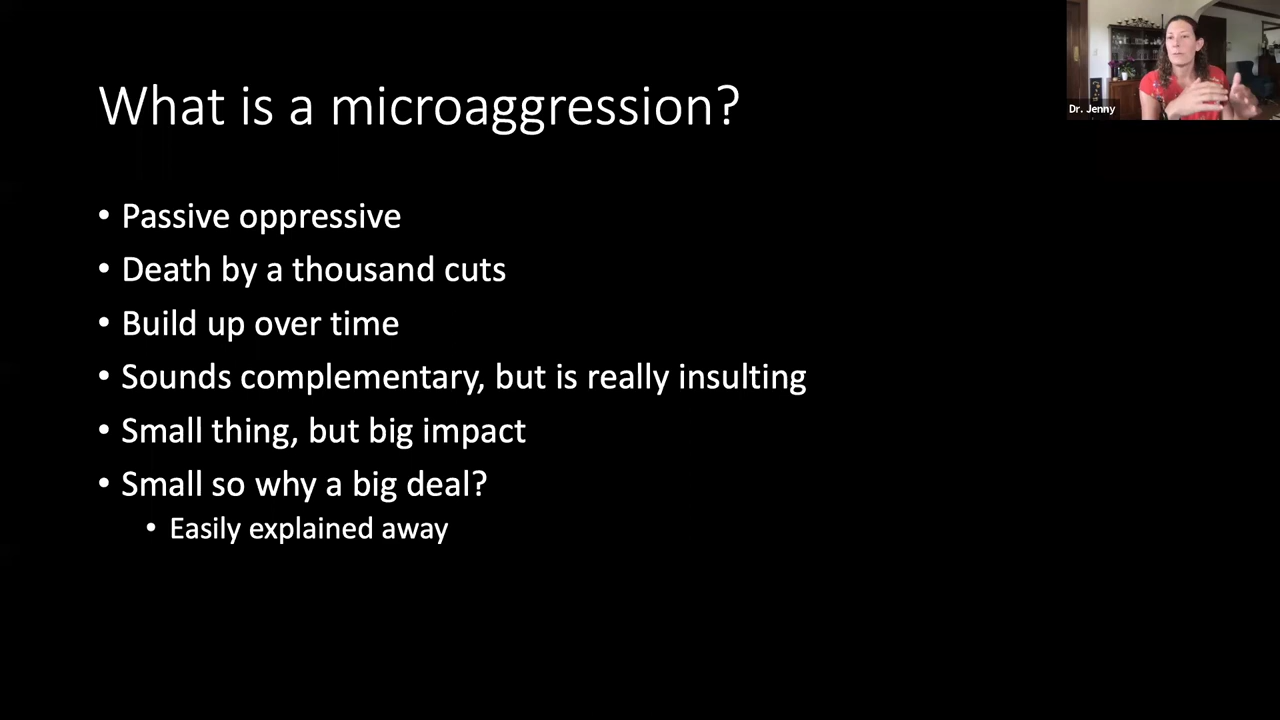 What is a microaggression?
Dr. Jenny
• Passive oppressive
• Death by a thousand cuts
• Build up over time
• Sounds complementary, but is really insulting
• Small thing, but big impact
• Small so why a big deal?
• Easily explained away